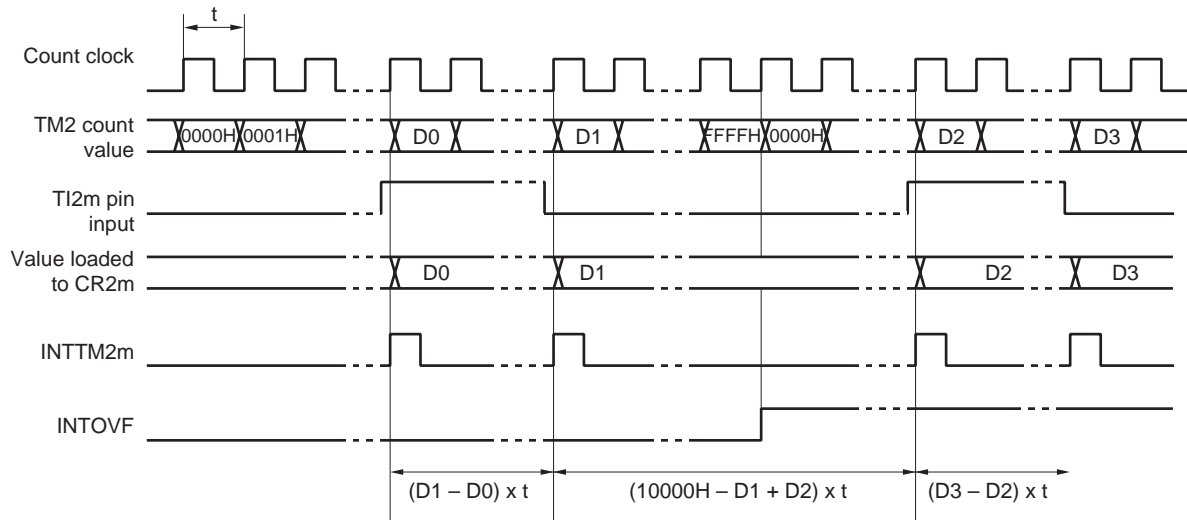 t
Count clock
TM2 count
value
0000H 0001H D0 D1 FFFFH 0000H D2 D3
TI2m pin
input
Value loaded
to CR2m
D0 D1 D2 D3
INTTM2m
INTOVF
(D1 – D0) x t (10000H – D1 + D2) x t (D3 – D2) x t